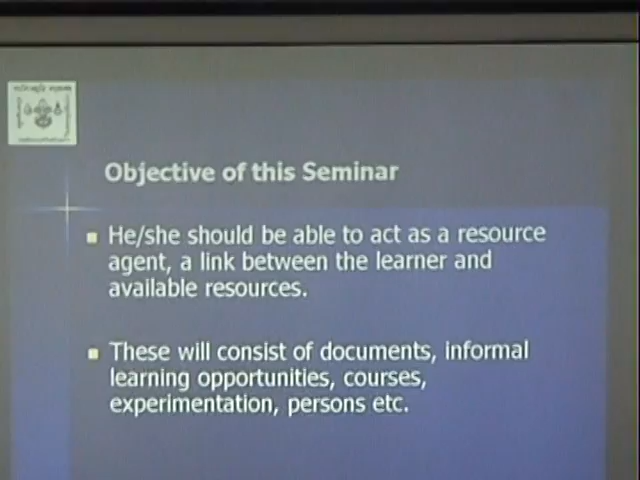 Objective of this Seminar
He/she should be able to act as a resource
agent, a link between the learner and
available resources.
These will consist of documents, informal
learning opportunities, courses,
experimentation, persons etc.